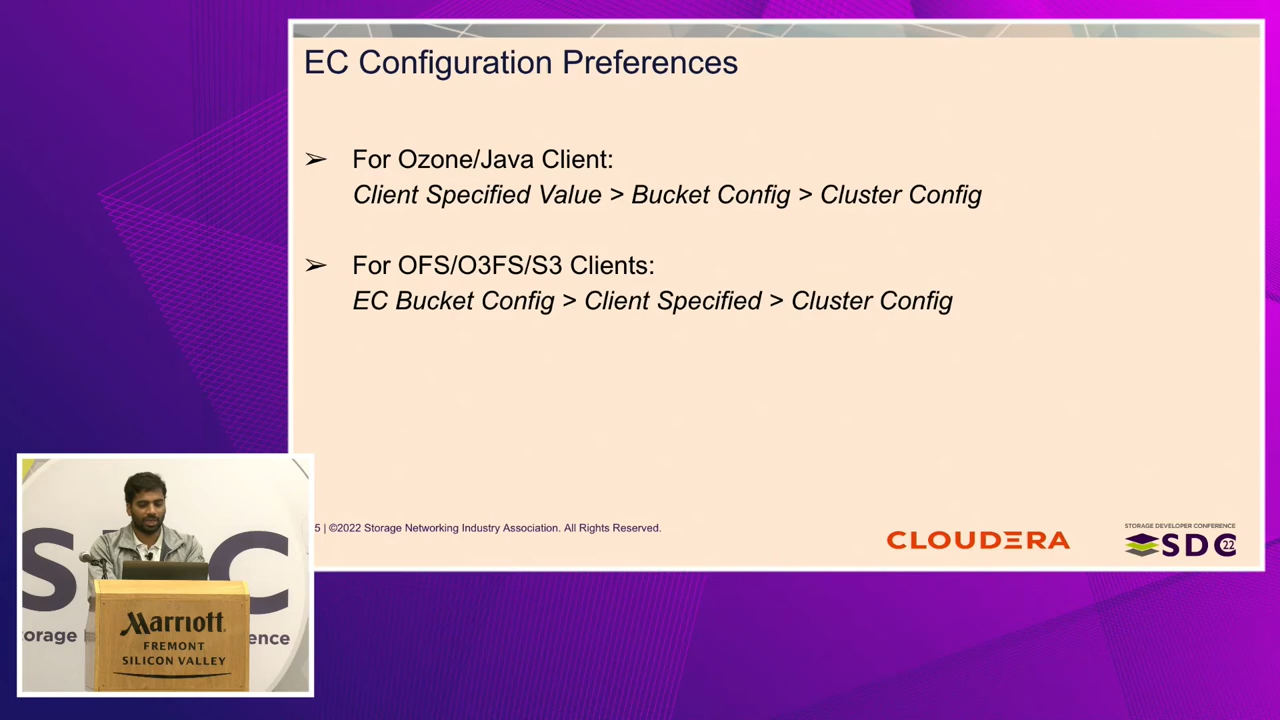 EC Configuration Preferences
➢ For Ozone/Java Client:
Client Specified Value > Bucket Config > Cluster Config
➢ For OFS/O3FS/S3 Clients:
EC Bucket Config > Client Specified > Cluster Config
5 | ©2022 Storage Networking Industry Association. All Rights Reserved.
CLOUDERA
STORAGE DEVELOPER CONFERENCE
SDC 22
S C
torage ence
Marriott
FREMONT
SILICON VALLEY